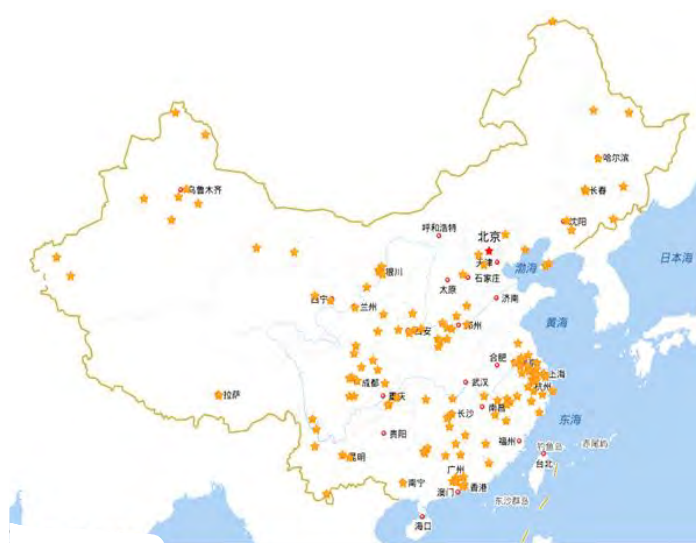 哈尔滨
长春
乌鲁木齐
沈阳
呼和浩特
北京
日本海
天津
渤海
银川
石家庄
太原
西宁
济南
兰州
黄海
西安
郑州
合肥
上海
成都
武汉
杭州
拉萨
重庆
南昌
长沙
东海
贵阳
福州
钓鱼岛
赤尾屿
昆明
台北
广州
南宁
香港
澳门
东沙群岛
海口